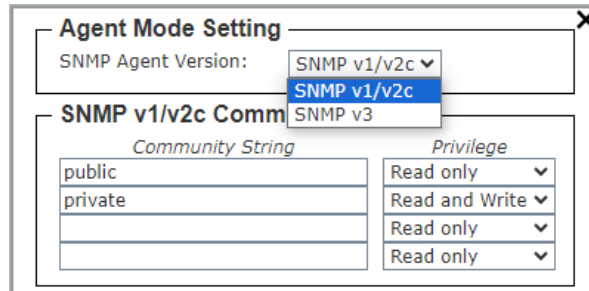 Agent Mode Setting
SNMP Agent Version: SNMP v1/v2c
SNMP v1/v2c
SNMP v3
SNMP v1/v2c Comm
Community String Privilege
public Read only
private Read and Write
Read only
Read only